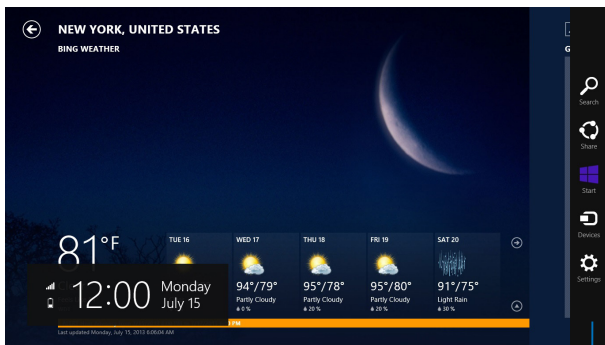 NEW YORK, UNITED STATES
BING WEATHER
G
Search
Share
Start
Devices
Settings
81°F
TUE 16
WED 17
94°/79°
Partly Cloudy
0 %
THU 18
95°/78°
Partly Cloudy
20 %
FRI 19
95°/80°
Partly Cloudy
20 %
SAT 20
91°/75°
Light Rain
30 %
12:00
Monday
July 15
PM
Last updated Monday, July 15, 2013 6:06:04 AM